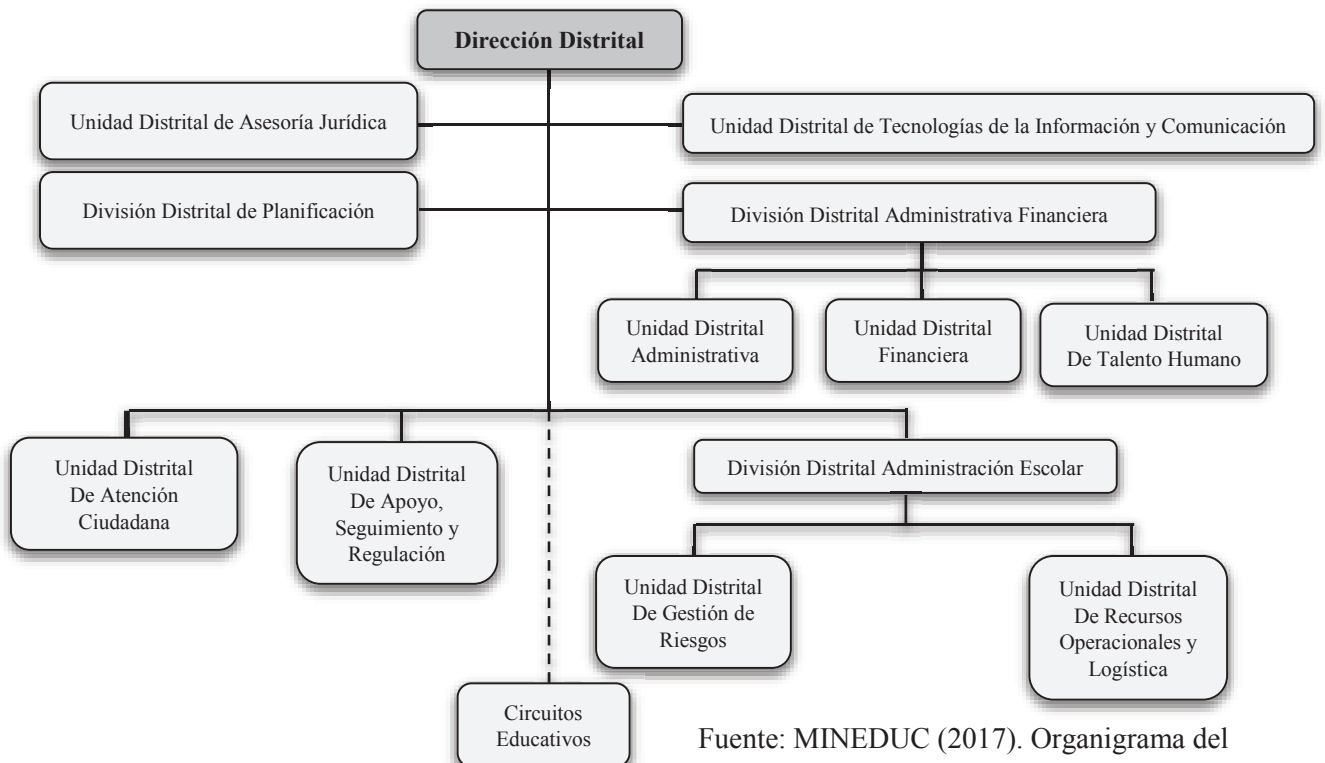 Dirección Distrital
Unidad Distrital de Asesoría Jurídica
Unidad Distrital de Tecnologías de la Información y Comunicación
División Distrital de Planificación
División Distrital Administrativa Financiera
Unidad Distrital
Administrativa
Unidad Distrital
Financiera
Unidad Distrital
De Talento Humano
Unidad Distrital
De Atención
Ciudadana
Unidad Distrital
De Apoyo,
Seguimiento y
Regulación
División Distrital Administración Escolar
Unidad Distrital
De Gestión de
Riesgos
Unidad Distrital
De Recursos
Operacionales y
Logística
Circuitos
Educativos
Fuente: MINEDUC (2017). Organigrama del